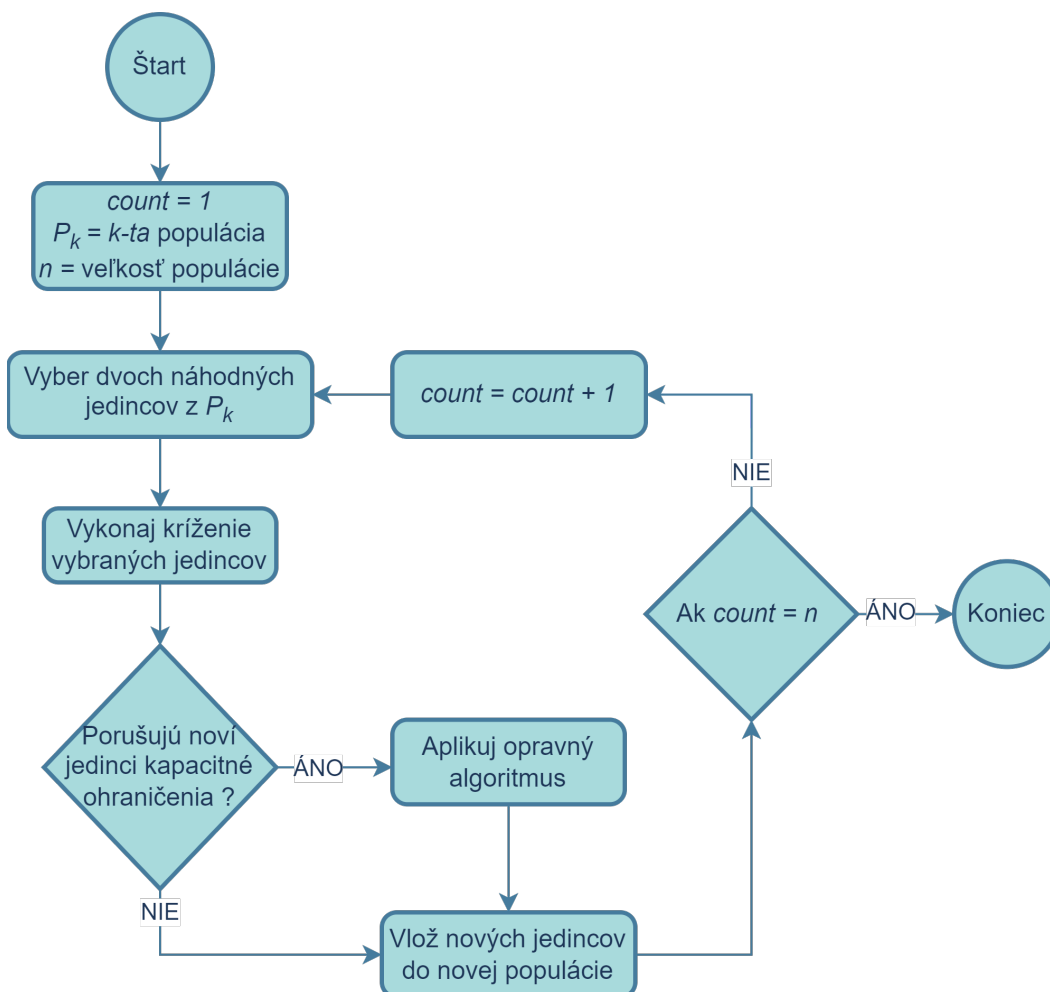 Štart
count = 1
Pk = k-ta populácia
n = veľkosť populácie
Vyber dvoch náhodných
jedincov z Pk
count = count + 1
NIE
Vykonaj kríženie
vybraných jedincov
Ak count = n
ÁNO
Koniec
Porušujú noví
jedinci kapacitné
ohraničenia ?
ÁNO
Aplikuj opravný
algoritmus
NIE
Vlož nových jedincov
do novej populácie